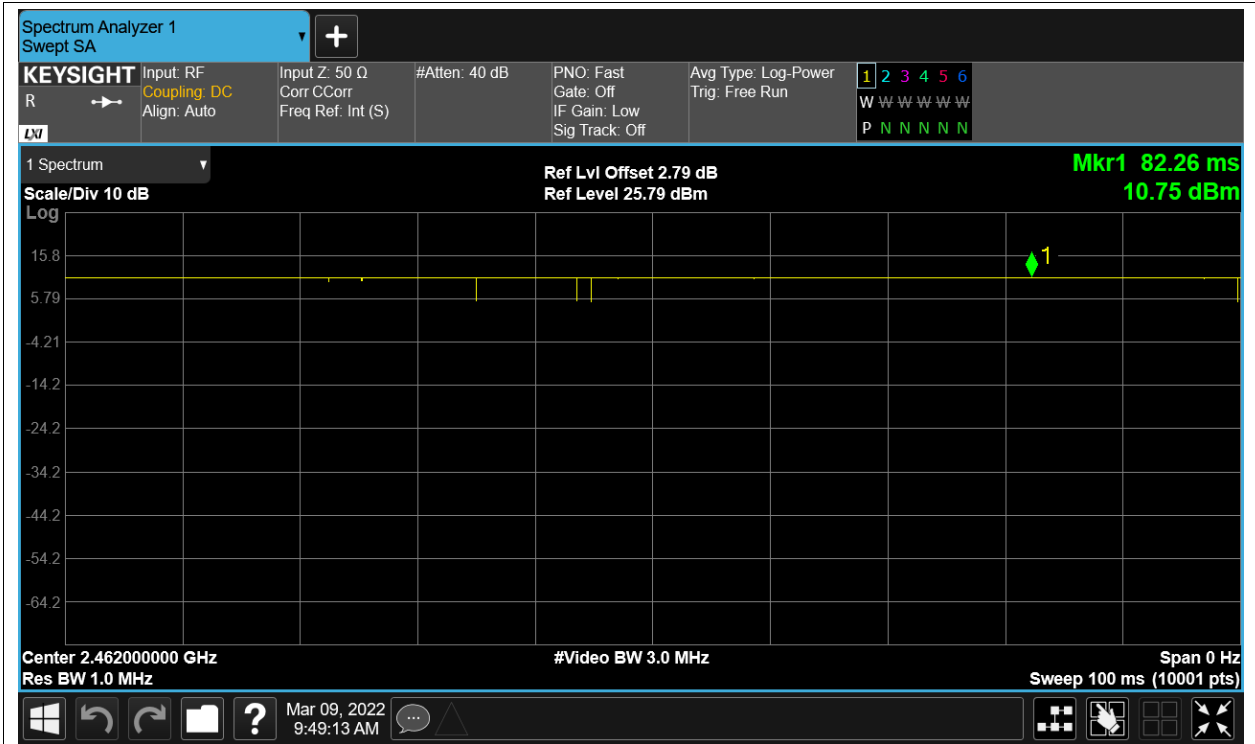 Spectrum Analyzer 1
Swept SA
KEYSIGHT
R
LXI
Input: RF
Coupling: DC
Align: Auto
Input Z: 50 Ω
Corr CCorr
Freq Ref: Int (S)
#Atten: 40 dB
PNO: Fast
Gate: Off
IF Gain: Low
Sig Track: Off
Avg Type: Log-Power
Trig: Free Run
1 2 3 4 5 6
W W W W W W
P N N N N N
1 Spectrum
Scale/Div 10 dB
Ref Lvl Offset 2.79 dB
Ref Level 25.79 dBm
Mkr1 82.26 ms
10.75 dBm
Log
1
15.8
5.79
-4.21
-14.2
-24.2
-34.2
-44.2
-54.2
-64.2
Center 2.462000000 GHz
Res BW 1.0 MHz
#Video BW 3.0 MHz
Span 0 Hz
Sweep 100 ms (10001 pts)
?
Mar 09, 2022
9:49:13 AM